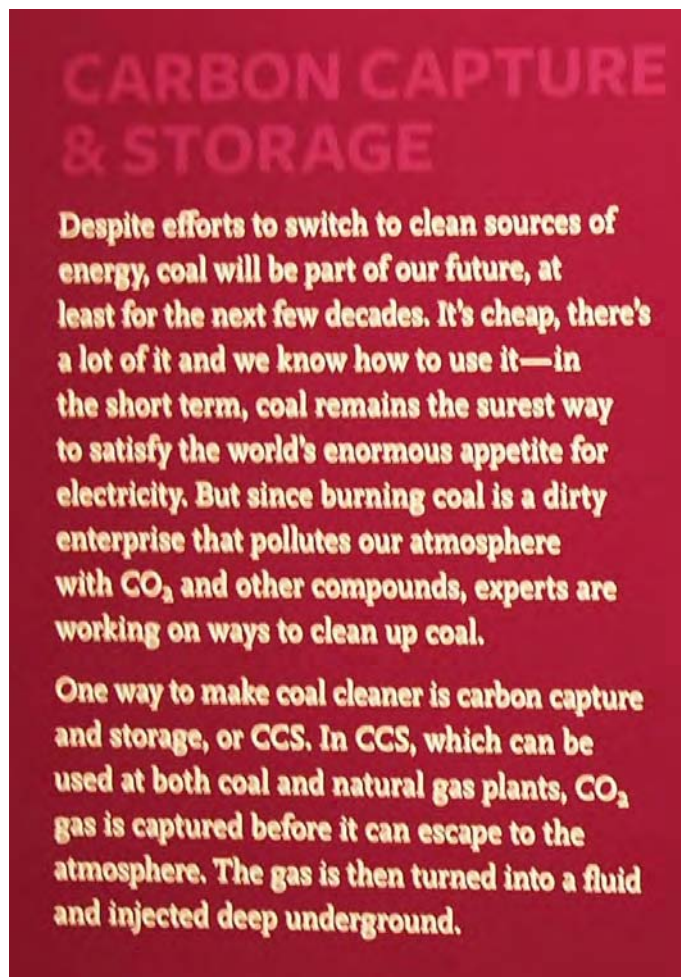 CARBON CAPTURE
& STORAGE
Despite efforts to switch to clean sources of
energy, coal will be part of our future, at
least for the next few decades. It's cheap, there's
a lot of it and we know how to use it—in
the short term, coal remains the surest way
to satisfy the world's enormous appetite for
electricity. But since burning coal is a dirty
enterprise that pollutes our atmosphere
with CO₂ and other compounds, experts are
working on ways to clean up coal.
One way to make coal cleaner is carbon capture
and storage, or CCS. In CCS, which can be
used at both coal and natural gas plants, CO₂
gas is captured before it can escape to the
atmosphere. The gas is then turned into a fluid
and injected deep underground.